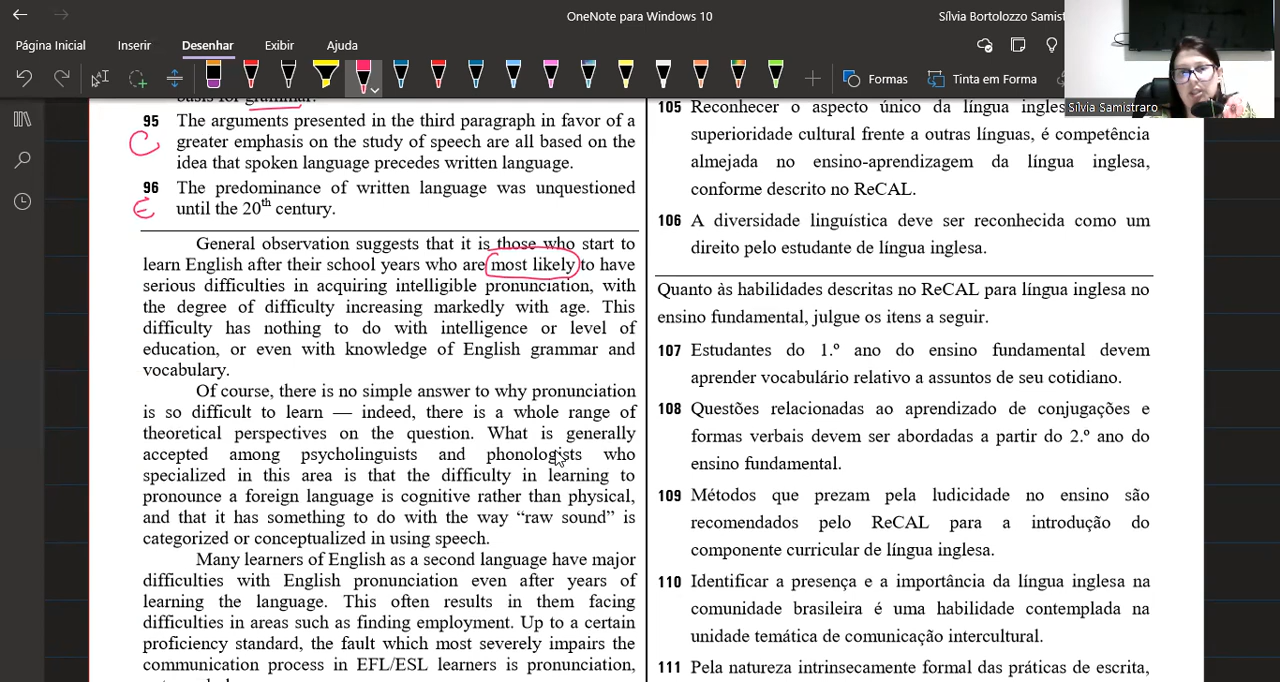 OneNote para Windows 10
Sílvia Bortolozzo Samist
Página Inicial
Inserir
Desenhar
Exibir
Ajuda
Formas
Tinta em Forma
Sílvia Samistraro
basis for grammar.
95 The arguments presented in the third paragraph in favor of a
C
greater emphasis on the study of speech are all based on the
idea that spoken language precedes written language.
96 The predominance of written language was unquestioned
E
until the 20th century.
General observation suggests that it is those who start to
learn English after their school years who are most likely to have
serious difficulties in acquiring intelligible pronunciation, with
the degree of difficulty increasing markedly with age. This
difficulty has nothing to do with intelligence or level of
education, or even with knowledge of English grammar and
vocabulary.
Of course, there is no simple answer to why pronunciation
is so difficult to learn — indeed, there is a whole range of
theoretical perspectives on the question. What is generally
accepted among psycholinguists and phonologists who
specialized in this area is that the difficulty in learning to
pronounce a foreign language is cognitive rather than physical,
and that it has something to do with the way “raw sound” is
categorized or conceptualized in using speech.
Many learners of English as a second language have major
difficulties with English pronunciation even after years of
learning the language. This often results in them facing
difficulties in areas such as finding employment. Up to a certain
proficiency standard, the fault which most severely impairs the
communication process in EFL/ESL learners is pronunciation,
105 Reconhecer o aspecto único da língua ingles
superioridade cultural frente a outras línguas, é competência
almejada no ensino-aprendizagem da língua inglesa,
conforme descrito no ReCAL.
106 A diversidade linguística deve ser reconhecida como um
direito pelo estudante de língua inglesa.
Quanto às habilidades descritas no ReCAL para língua inglesa no
ensino fundamental, julgue os itens a seguir.
107 Estudantes do 1.º ano do ensino fundamental devem
aprender vocabulário relativo a assuntos de seu cotidiano.
108 Questões relacionadas ao aprendizado de conjugações e
formas verbais devem ser abordadas a partir do 2.º ano do
ensino fundamental.
109 Métodos que prezam pela ludicidade no ensino são
recomendados pelo ReCAL para a introdução do
componente curricular de língua inglesa.
110 Identificar a presença e a importância da língua inglesa na
comunidade brasileira é uma habilidade contemplada na
unidade temática de comunicação intercultural.
111 Pela natureza intrinsecamente formal das práticas de escrita,